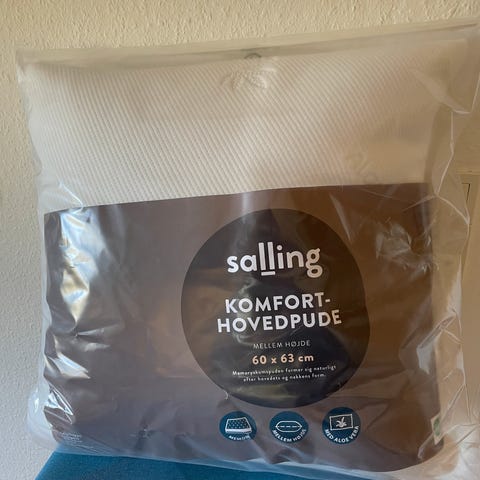 salling
KOMFORT-
HOVEDPUDE
MELLEM HØJDE
60 x 63 cm
Memoryskumspuden former sig naturligt
efter hovedets og nakkens form.
MELLEM HØJDE
MED ALOE VERA